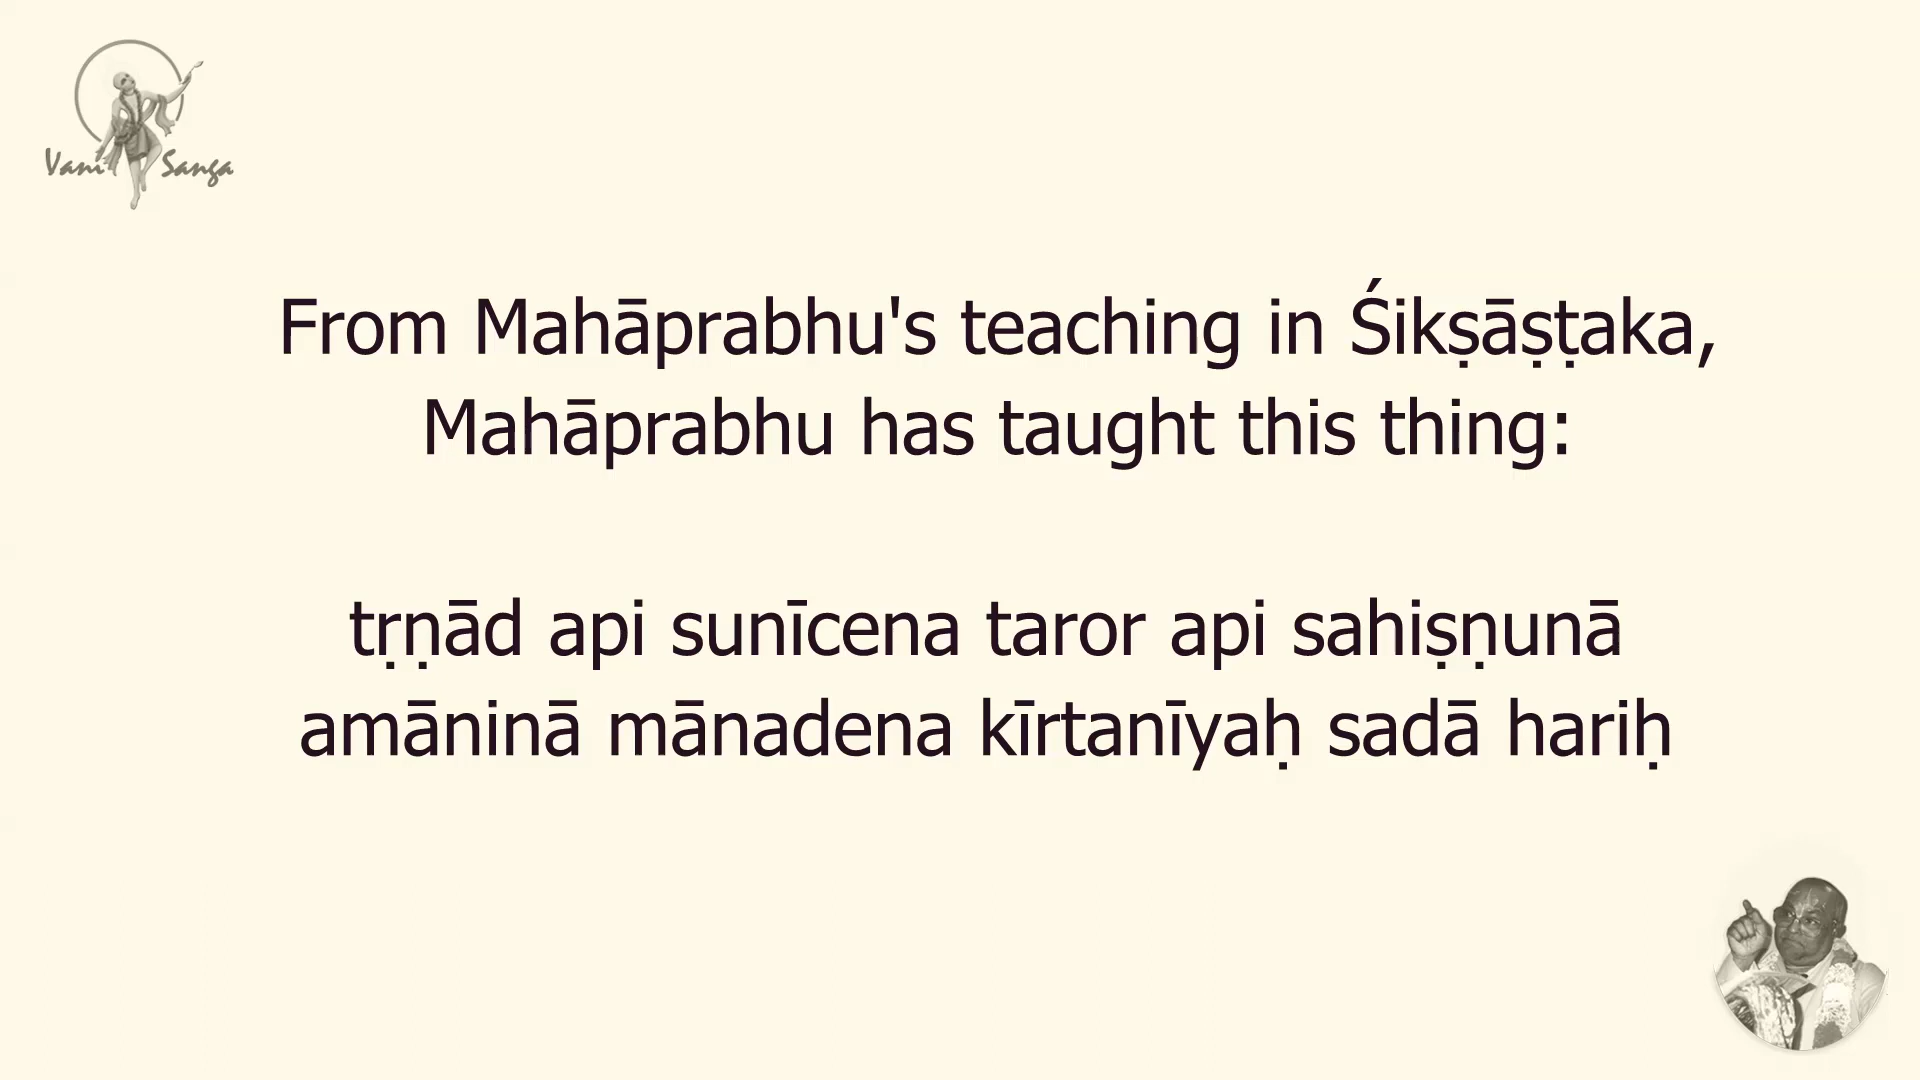 Vani Sanga
From Mahāprabhu's teaching in Śikṣāṣṭaka,
Mahāprabhu has taught this thing:
tṛṇād api sunīcena taror api sahiṣṇunā
amāninā mānadena kīrtanīyaḥ sadā hariḥ